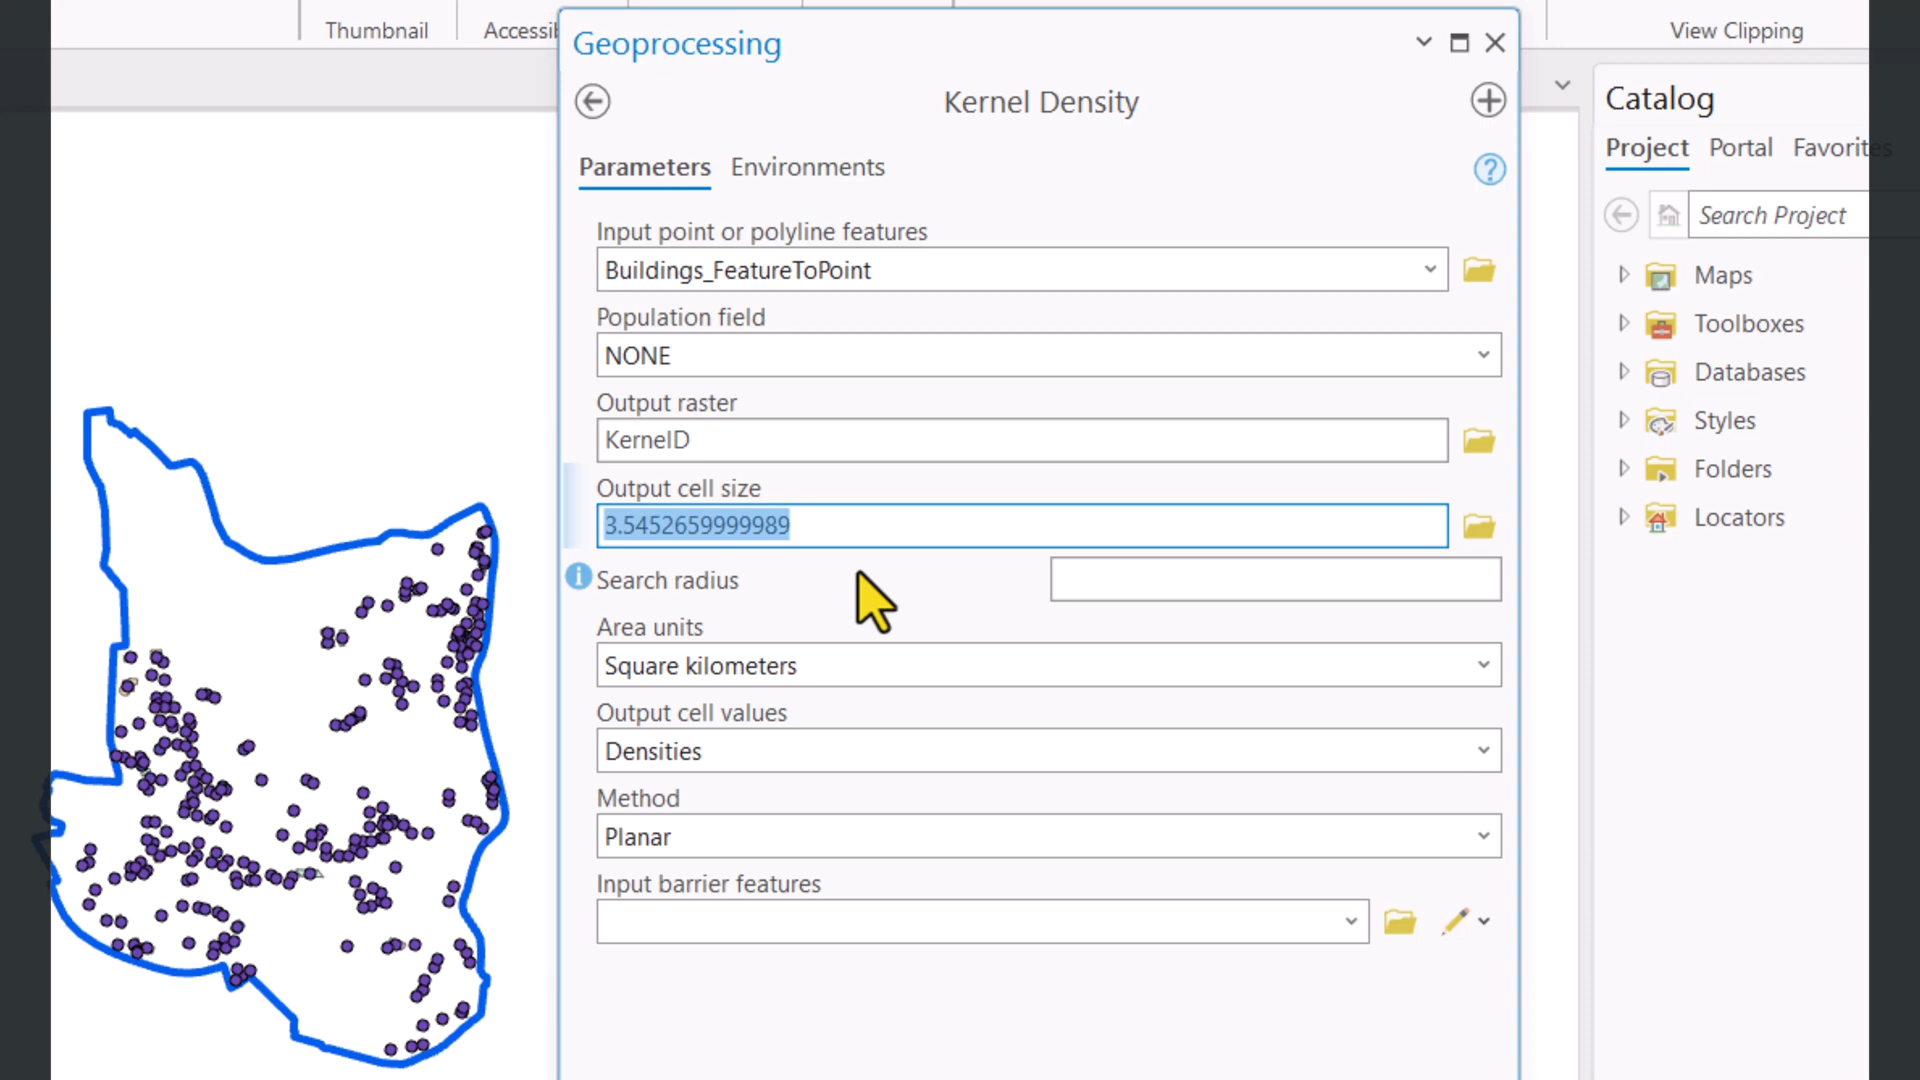 Thumbnail
Accessib
View Clipping
Geoprocessing
Kernel Density
Parameters Environments
Input point or polyline features
Buildings_FeatureToPoint
Population field
NONE
Output raster
KernelD
Output cell size
3.5452659999989
Search radius
Area units
Square kilometers
Output cell values
Densities
Method
Planar
Input barrier features
Catalog
Project Portal Favorites
Search Project
Maps
Toolboxes
Databases
Styles
Folders
Locators